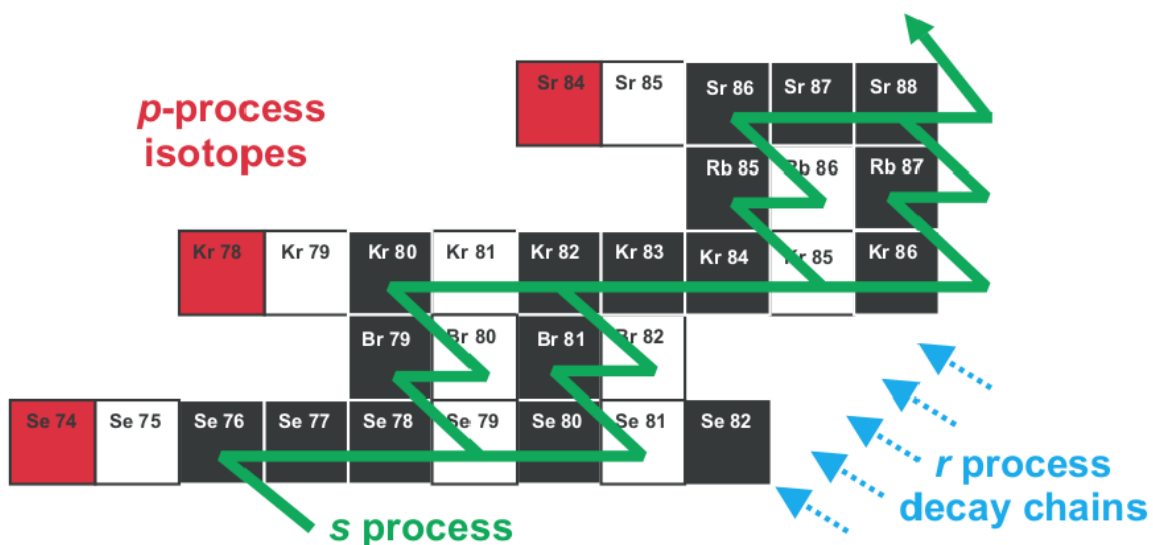 p-process
isotopes
Sr 84 Sr 85 Sr 86 Sr 87 Sr 88
Rb 85 Rb 86 Rb 87
Kr 78 Kr 79 Kr 80 Kr 81 Kr 82 Kr 83 Kr 84 Kr 85 Kr 86
Br 79 Br 80 Br 81 Br 82
Se 74 Se 75 Se 76 Se 77 Se 78 Se 79 Se 80 Se 81 Se 82
r process
decay chains
s process